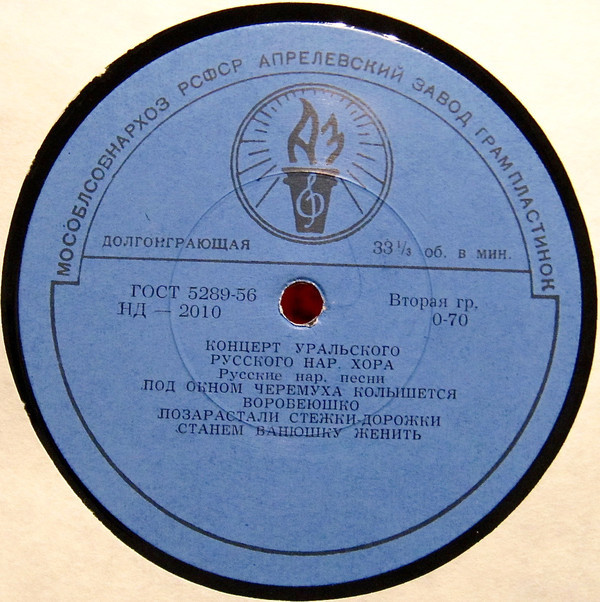 МОСОБЛСОВНАРХОЗ РСФСР АПРЕЛЕВСКИЙ ЗАВОД ГРАМПЛАСТИНОК
АЗ
ДОЛГОИГРАЮЩАЯ 33⅓ об. в мин.
ГОСТ 5289-56 Вторая гр.
НД — 2010 0-70
КОНЦЕРТ УРАЛЬСКОГО
РУССКОГО НАР. ХОРА
Русские нар. песни
ПОД ОКНОМ ЧЕРЕМУХА КОЛЫШЕТСЯ
ВОРОБЕЮШКО
ПОЗАРАСТАЛИ СТЕЖКИ-ДОРОЖКИ
СТАНЕМ ВАНЮШКУ ЖЕНИТЬ